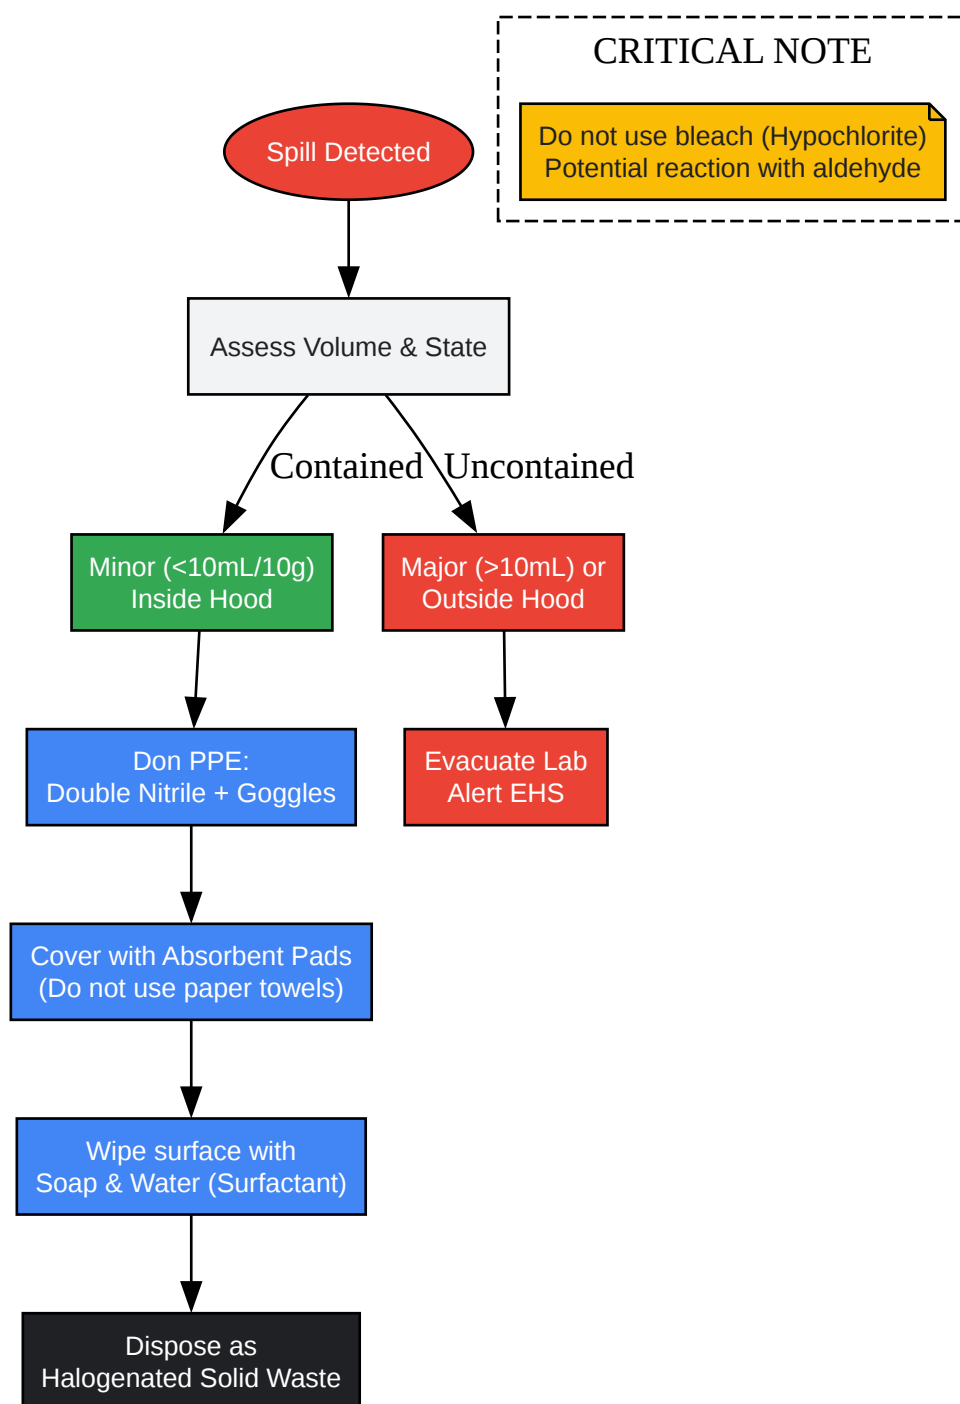 CRITICAL NOTE
Do not use bleach (Hypochlorite)
Potential reaction with aldehyde
Spill Detected
Assess Volume & State
Contained
Uncontained
Minor (<10mL/10g)
Inside Hood
Major (>10mL) or
Outside Hood
Don PPE:
Double Nitrile + Goggles
Evacuate Lab
Alert EHS
Cover with Absorbent Pads
(Do not use paper towels)
Wipe surface with
Soap & Water (Surfactant)
Dispose as
Halogenated Solid Waste